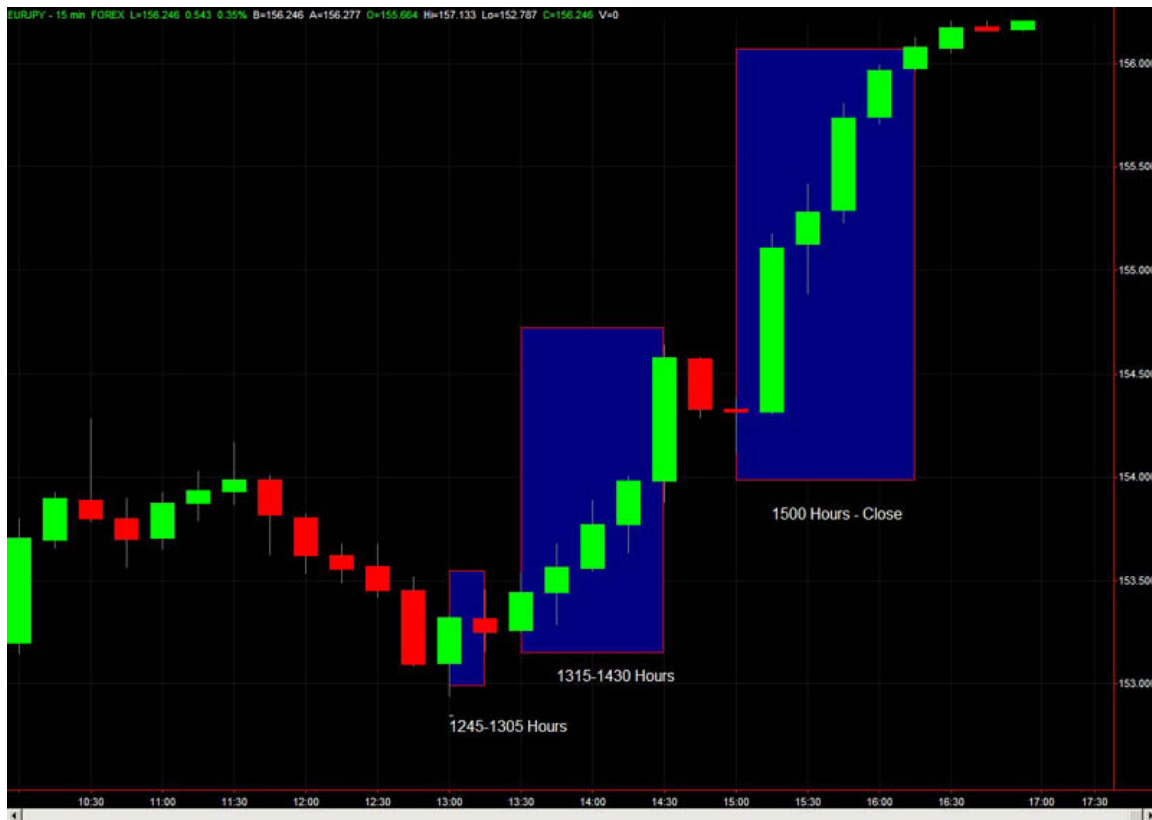 EURJPY - 15 min FOREX L=156.246 0.543 0.35% B=156.246 A=156.277 O=155.664 Hi=157.133 Lo=152.787 C=156.246 V=0
156.000
155.500
155.000
154.500
154.000
1500 Hours - Close
153.500
1315-1430 Hours
153.000
1245-1305 Hours
10:30 11:00 11:30 12:00 12:30 13:00 13:30 14:00 14:30 15:00 15:30 16:00 16:30 17:00 17:30